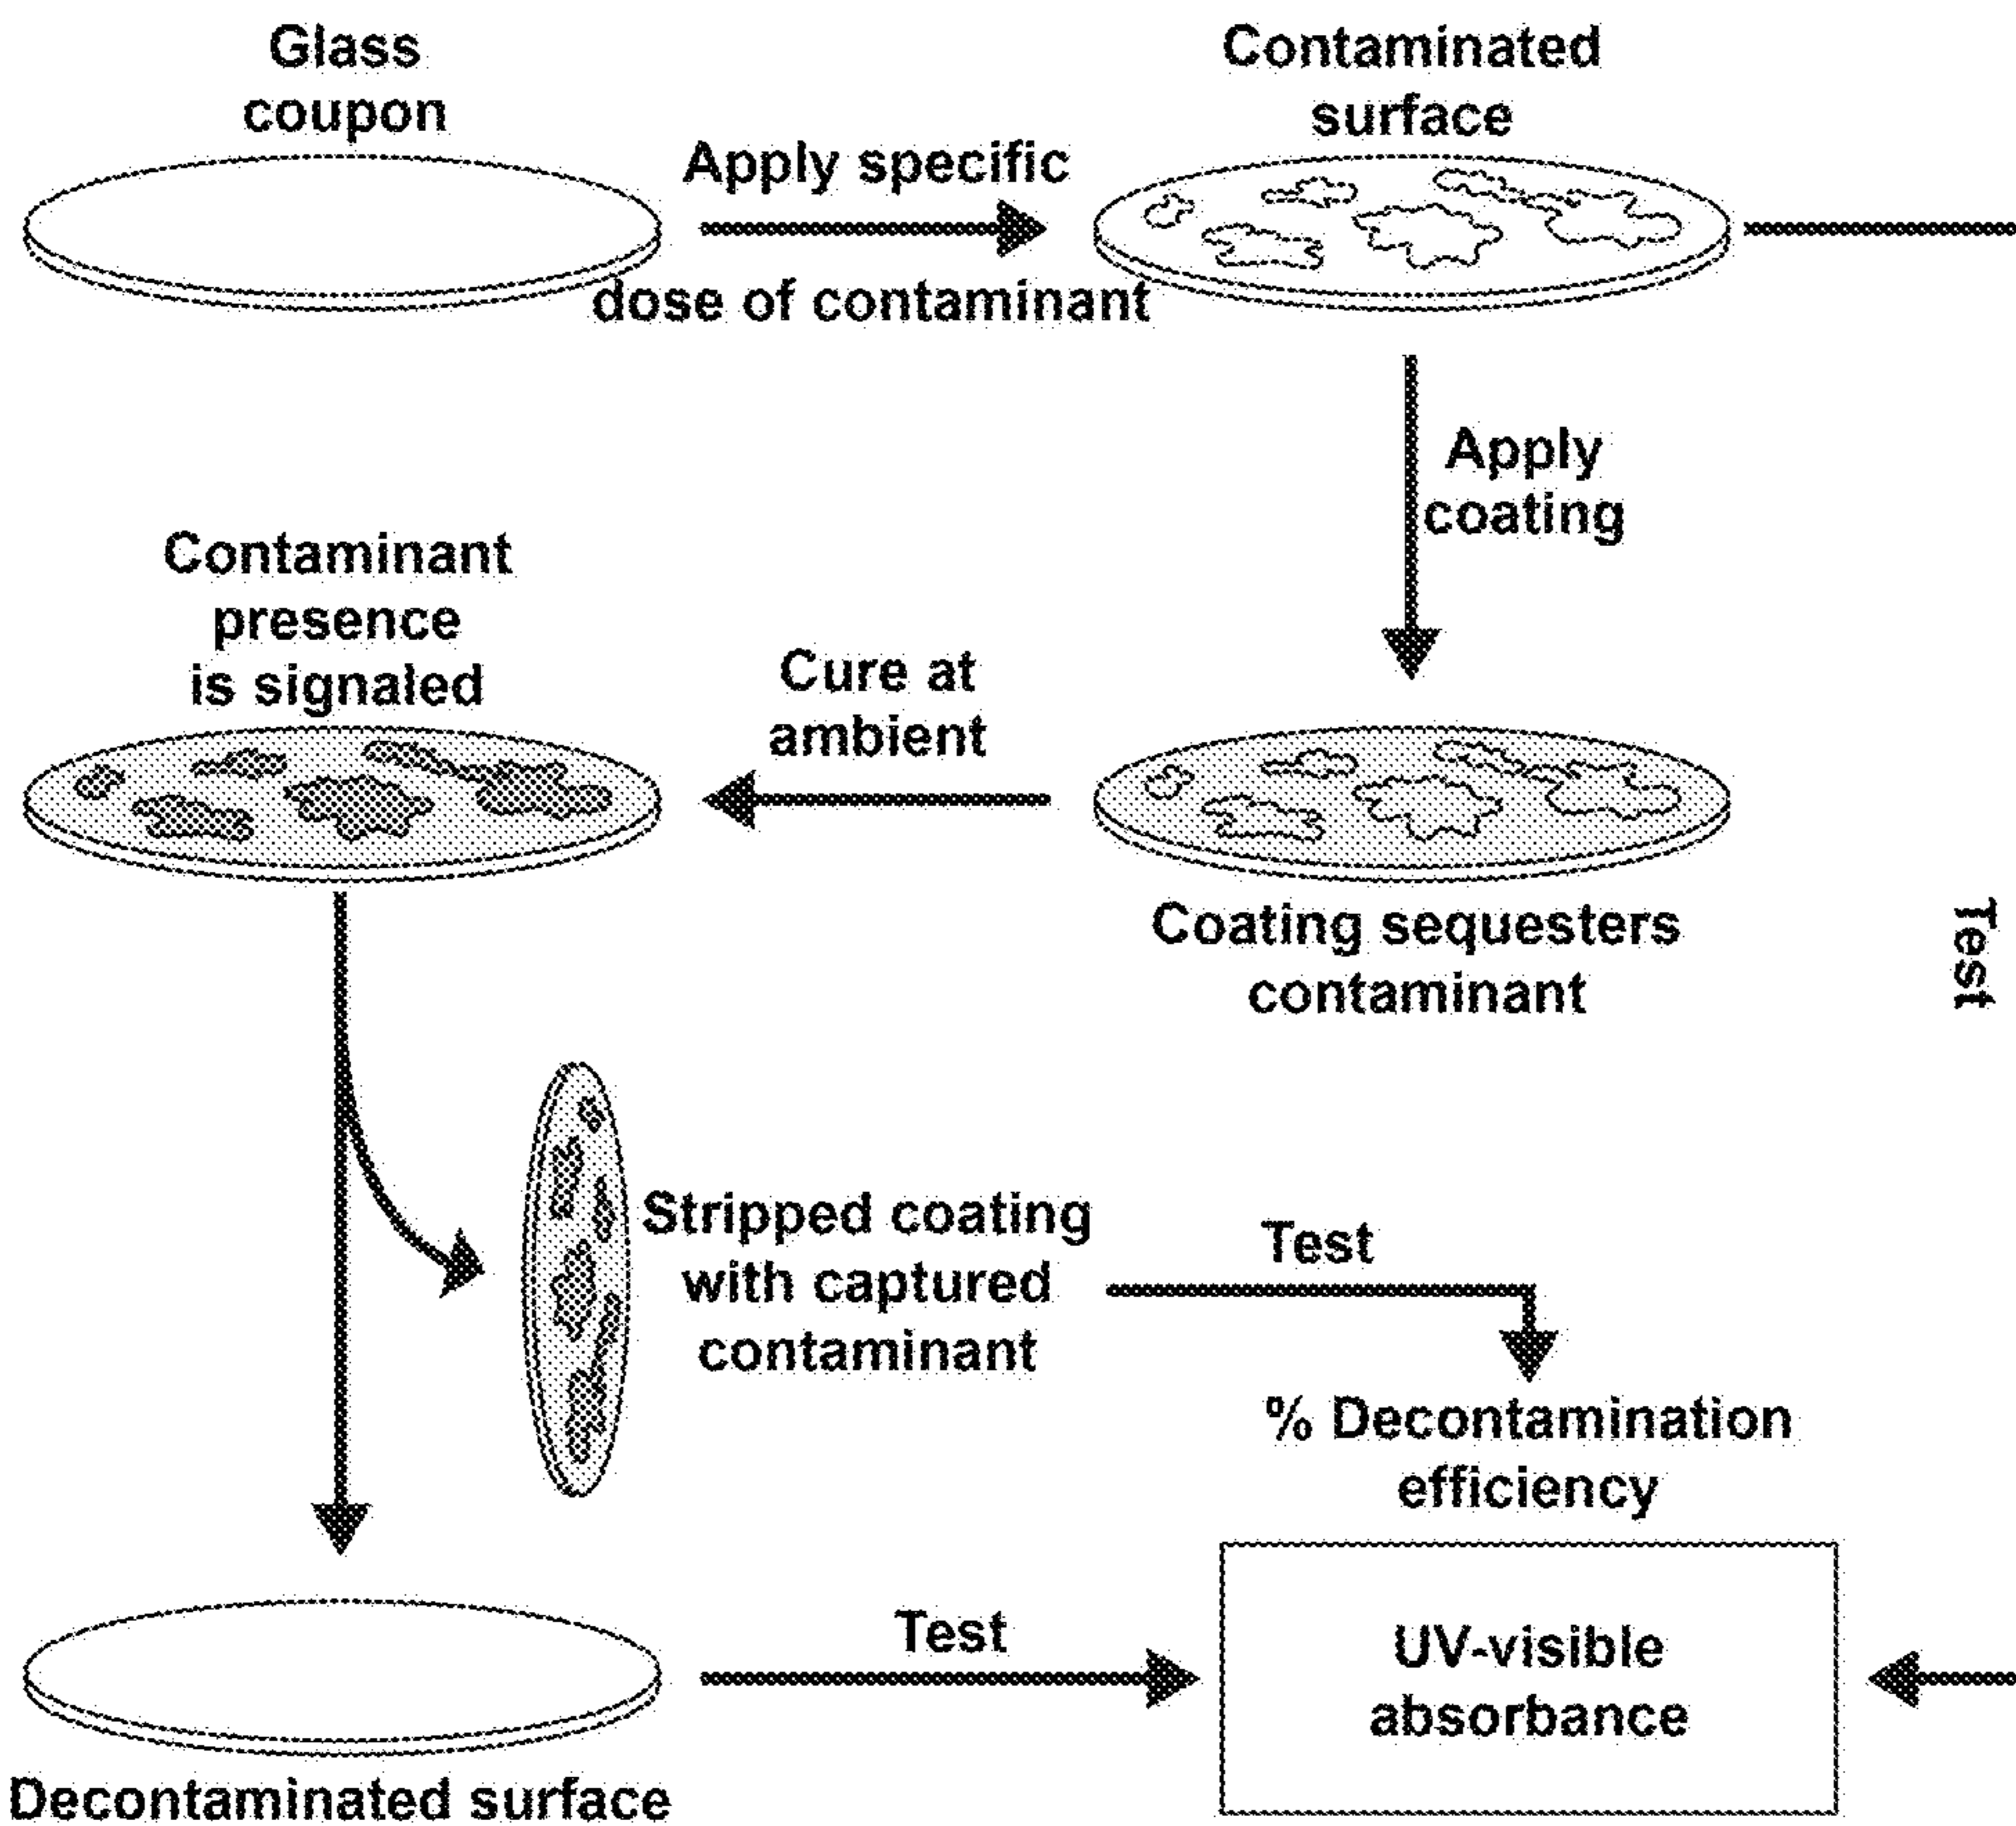 Glass
coupon
Apply specific
dose of contaminant
Contaminated
surface
Apply
coating
Contaminant
presence
is signaled
Cure at
ambient
Coating sequesters
contaminant
Test
Stripped coating
with captured
contaminant
Test
% Decontamination
efficiency
Test
UV-visible
absorbance
Decontaminated surface